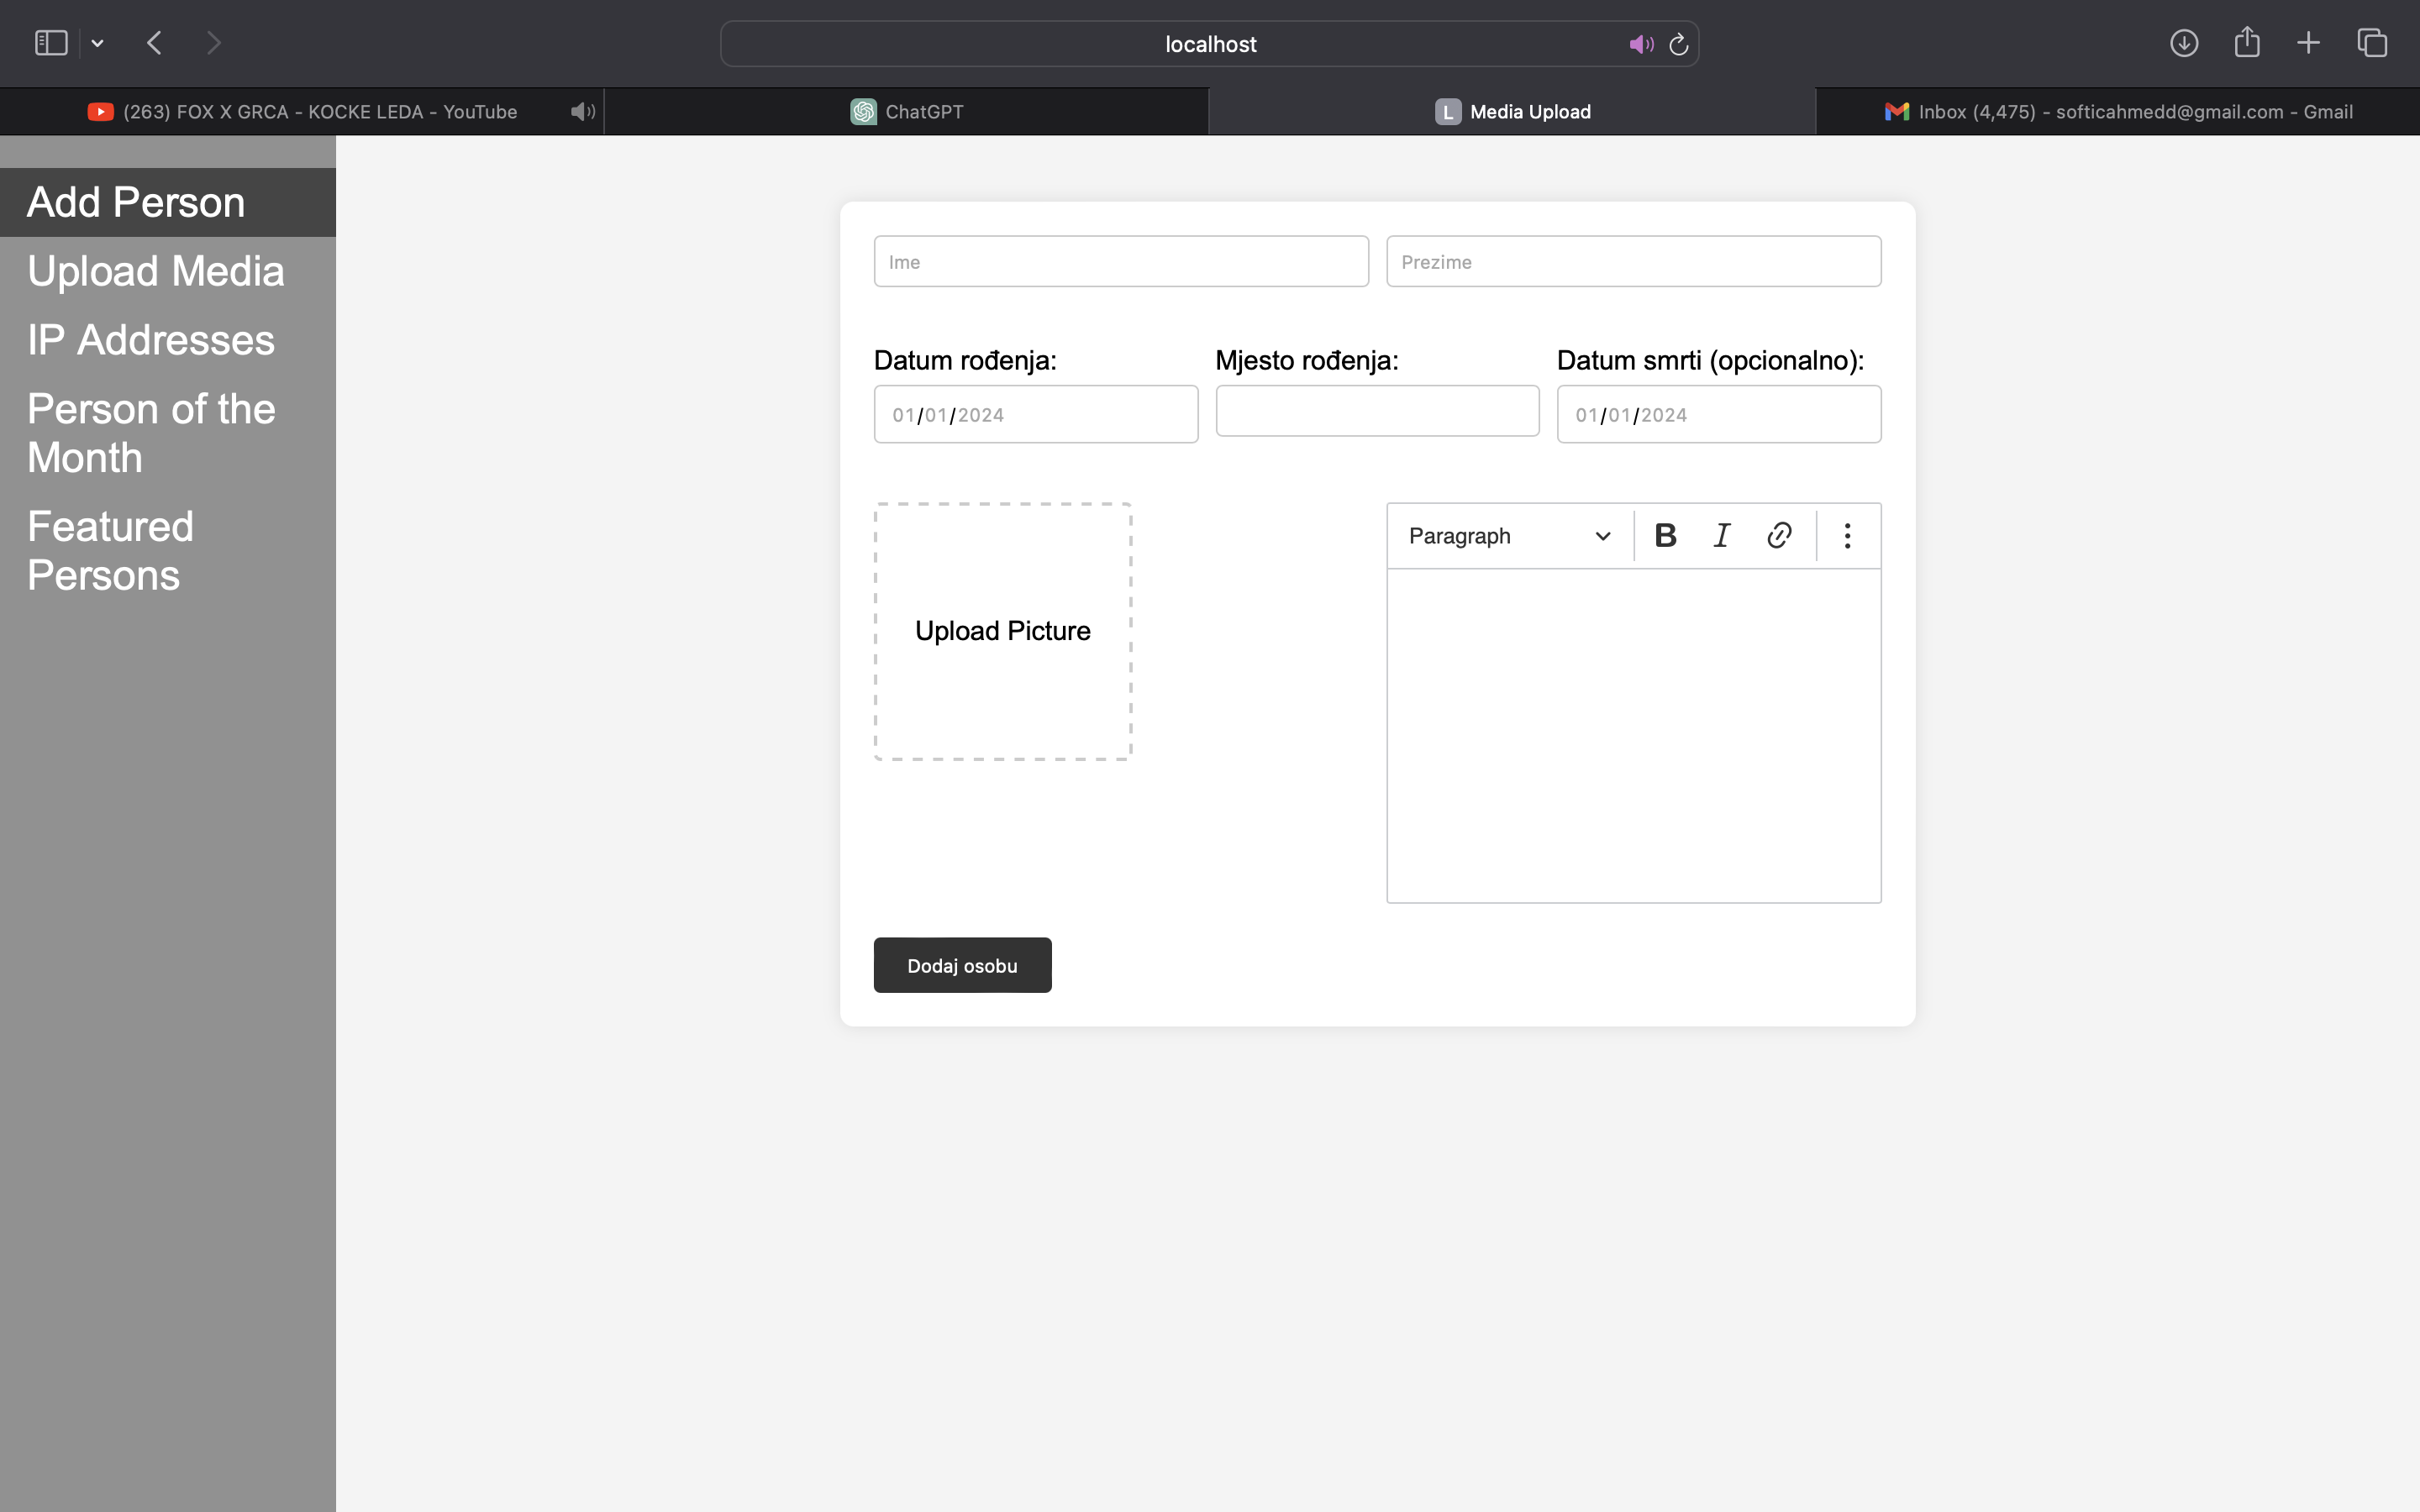 localhost
(263) FOX X GRCA - KOCKE LEDA - YouTube
ChatGPT
L Media Upload
Inbox (4,475) - softicahmedd@gmail.com - Gmail
Add Person
Upload Media
IP Addresses
Person of the
Month
Featured
Persons
Ime
Prezime
Datum rođenja:
Mjesto rođenja:
Datum smrti (opcionalno):
01/01/2024
01/01/2024
Upload Picture
Paragraph
B I
Dodaj osobu